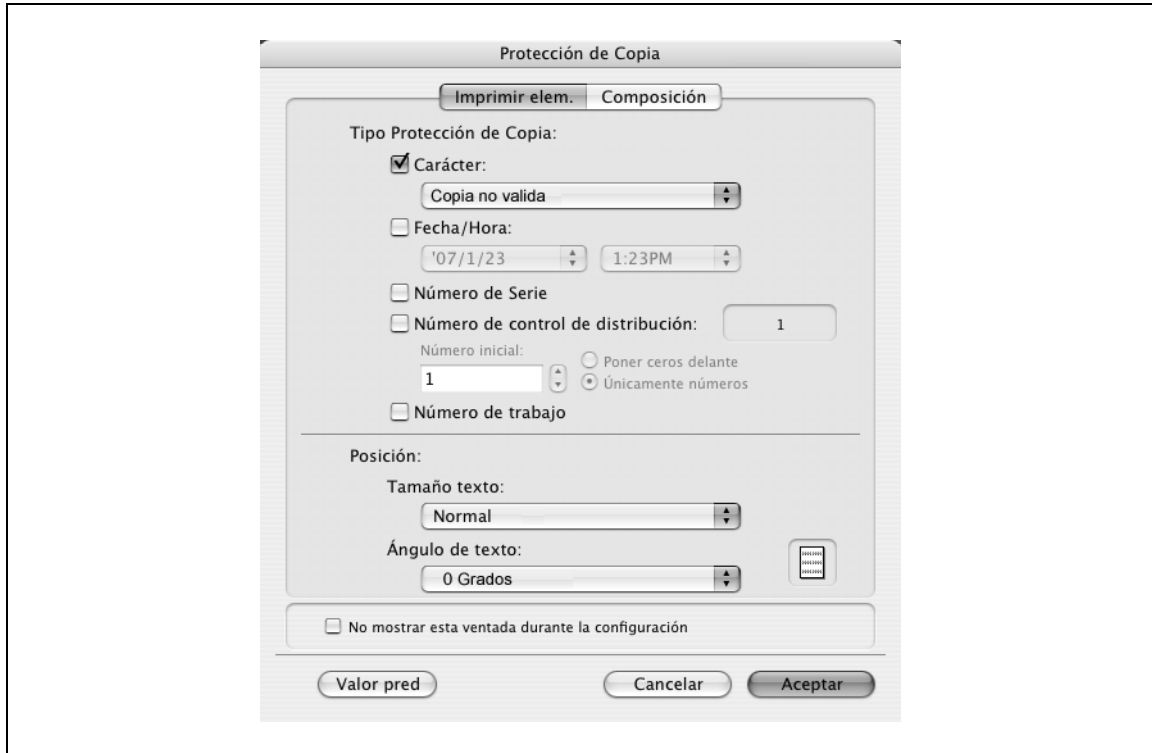 Protección de Copia
Imprimir elem. Composición
Tipo Protección de Copia:
Carácter:
Copia no valida
Fecha/Hora:
'07/1/23 1:23PM
Número de Serie
Número de control de distribución: 1
Número inicial:
Poner ceros delante
1
Únicamente números
Número de trabajo
Posición:
Tamaño texto:
Normal
Ángulo de texto:
0 Grados
No mostrar esta ventada durante la configuración
Valor pred Cancelar Aceptar